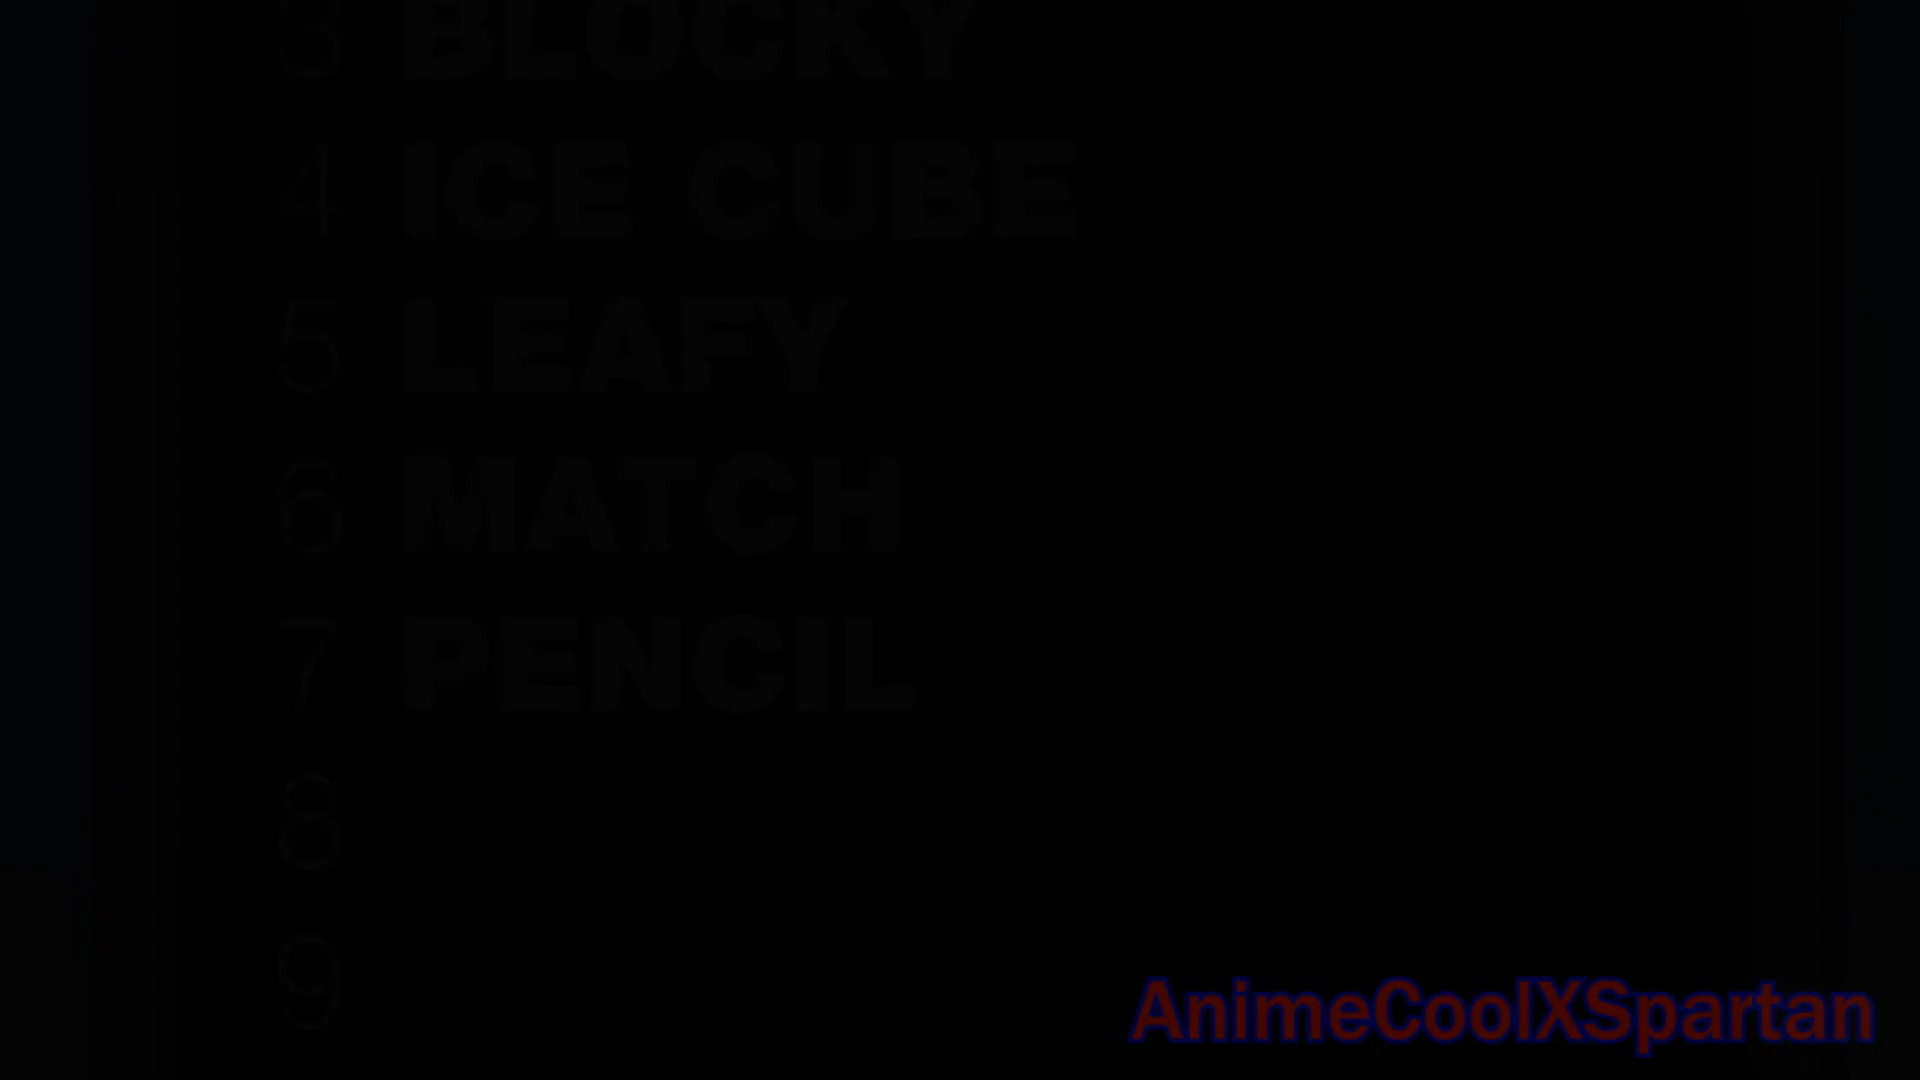 3 BLOCKY
4 ICE CUBE
5 LEAFY
6 MATCH
7 PENCIL
8
9
AnimeCoolXSpartan